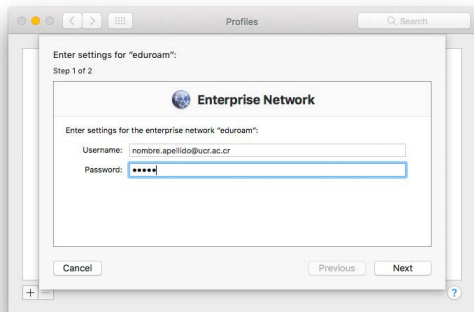 Profiles
Search
Enter settings for “eduroam”:
Step 1 of 2
Enterprise Network
Enter settings for the enterprise network “eduroam”:
Username: nombre.apellido@ucr.ac.cr
Password: •••••
Cancel Previous Next
+ − ?